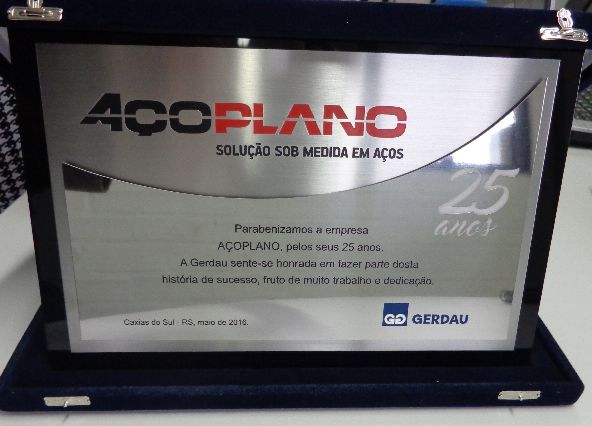 AÇOPLANO
SOLUÇÃO SOB MEDIDA EM AÇOS
25
anos
Parabenizamos a empresa
AÇOPLANO, pelos seus 25 anos.
A Gerdau sente-se honrada em fazer parte desta
história de sucesso, fruto de muito trabalho e dedicação.
Caxias do Sul - RS, maio de 2016.
GG GERDAU